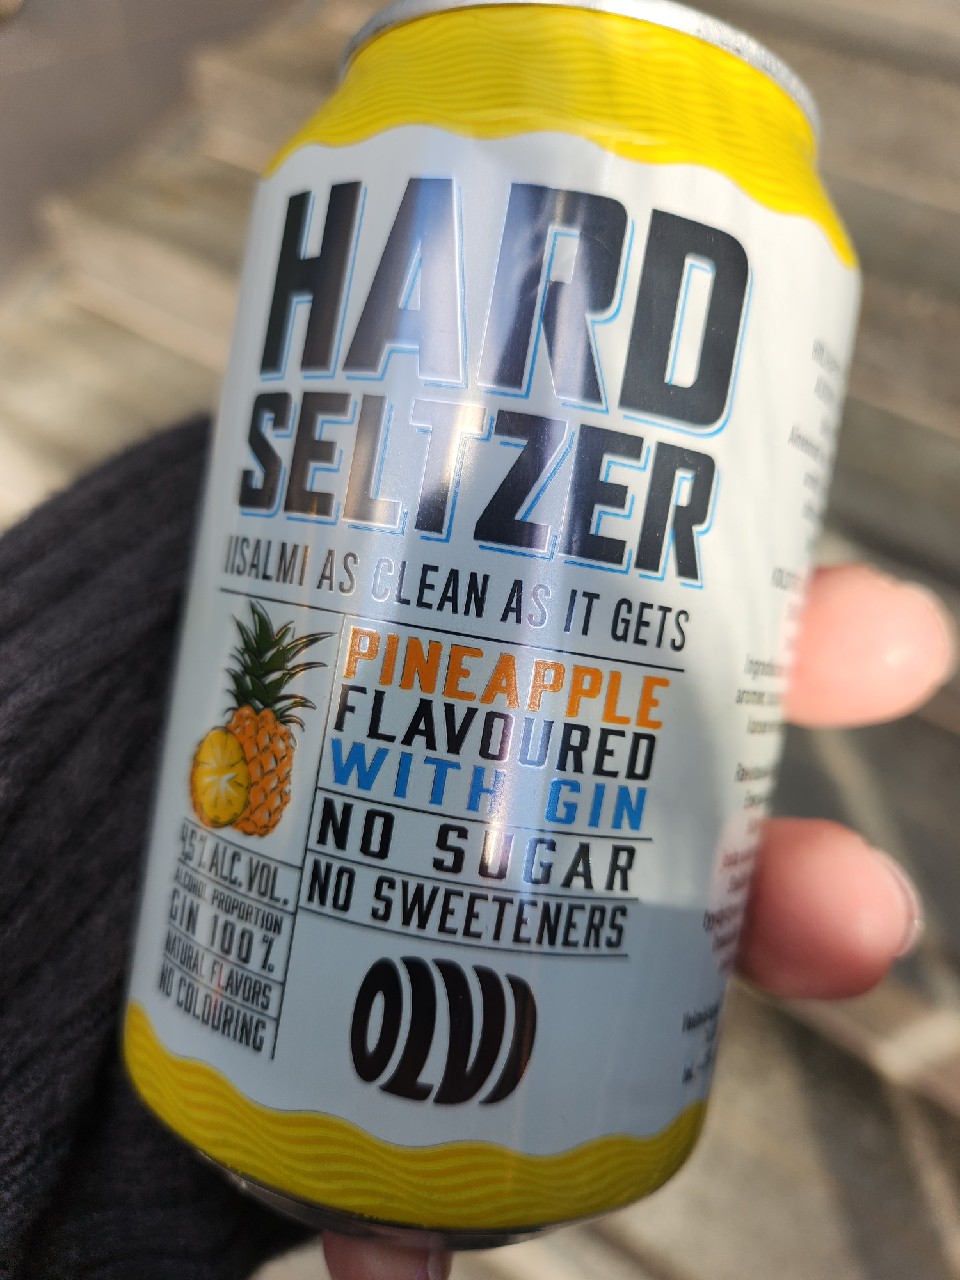 HARD
SELTZER
IISALMI AS CLEAN AS IT GETS
PINEAPPLE
FLAVOURED
WITH GIN
NO SUGAR
NO SWEETENERS
4,5% ALC. VOL.
ALCOHOL PROPORTION
GIN 100%
NATURAL FLAVORS
NO COLOURING
OLVI